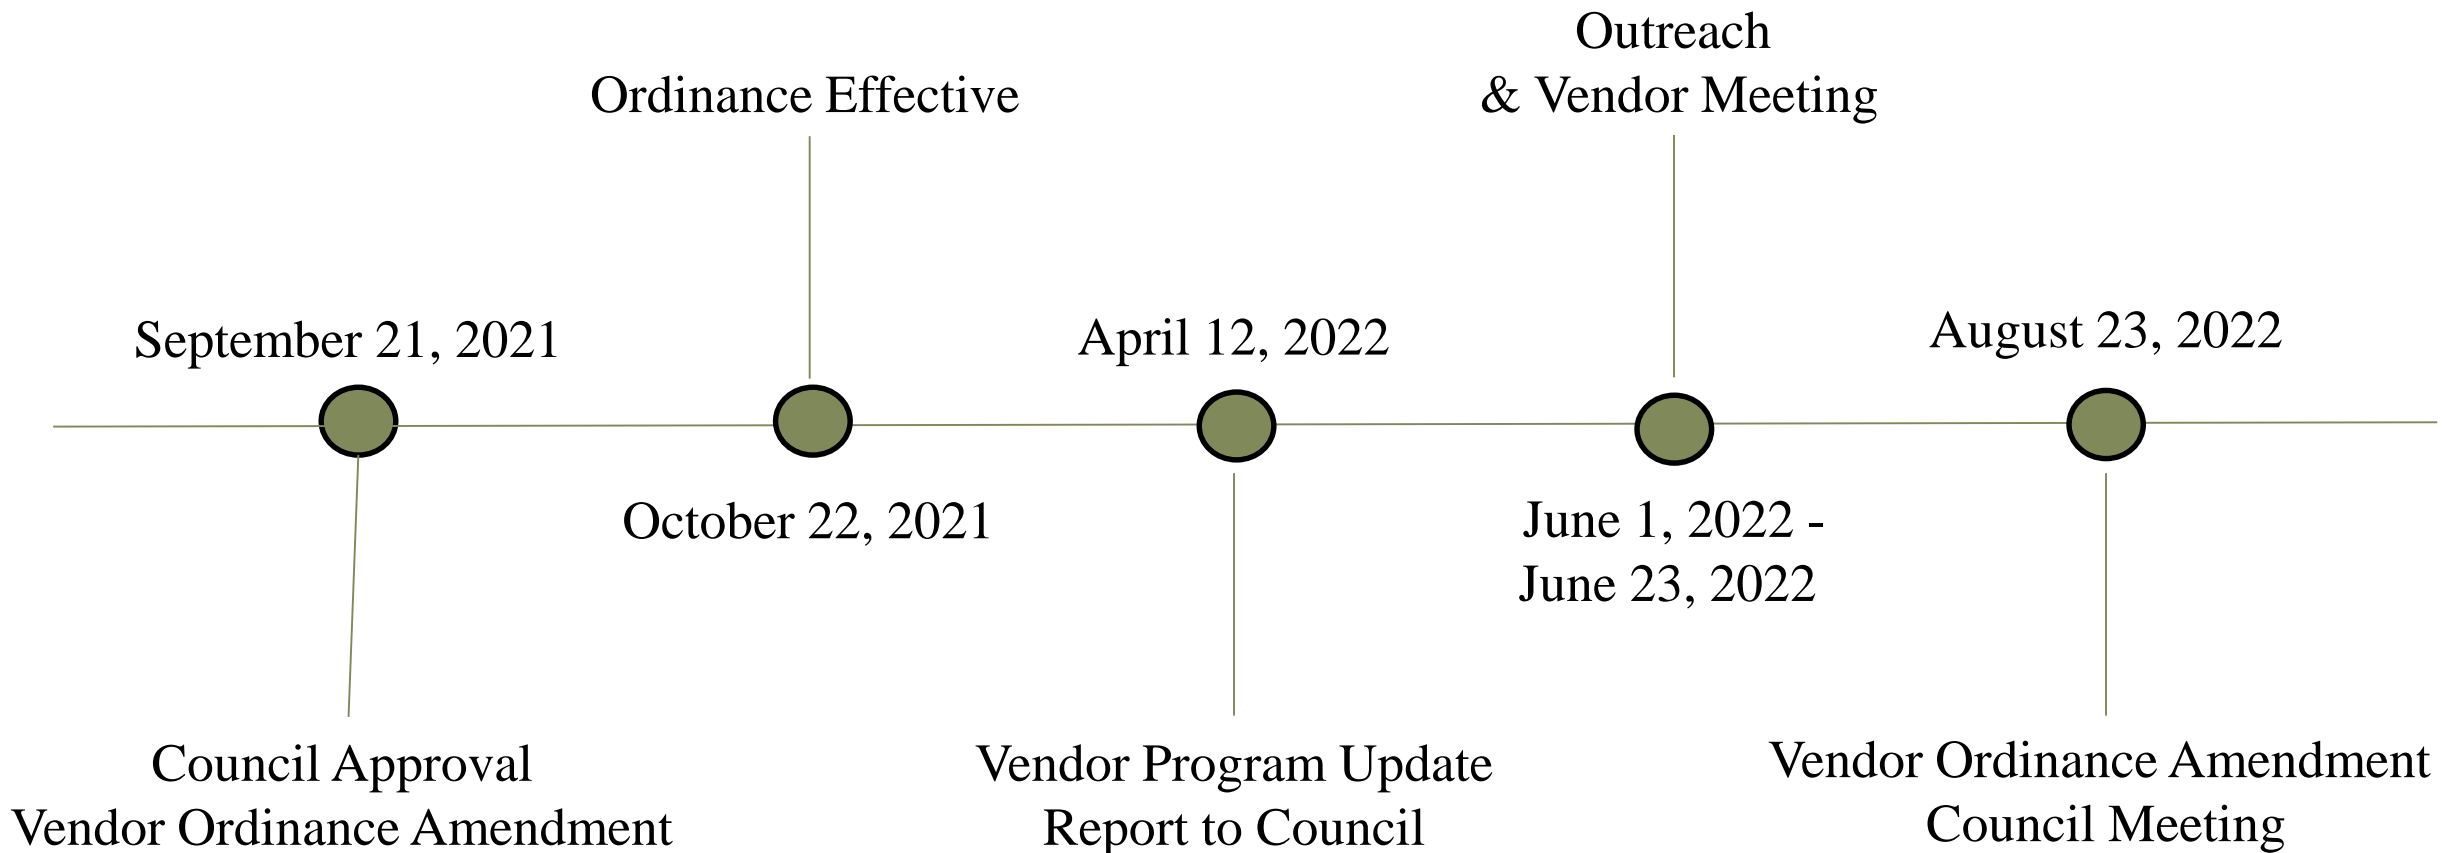 September 21, 2021
Council Approval
Vendor Ordinance Amendment
Ordinance Effective
October 22, 2021
April 12, 2022
Vendor Program Update
Report to Council
Outreach
& Vendor Meeting
June 1, 2022 -
June 23, 2022
August 23, 2022
Vendor Ordinance Amendment
Council Meeting